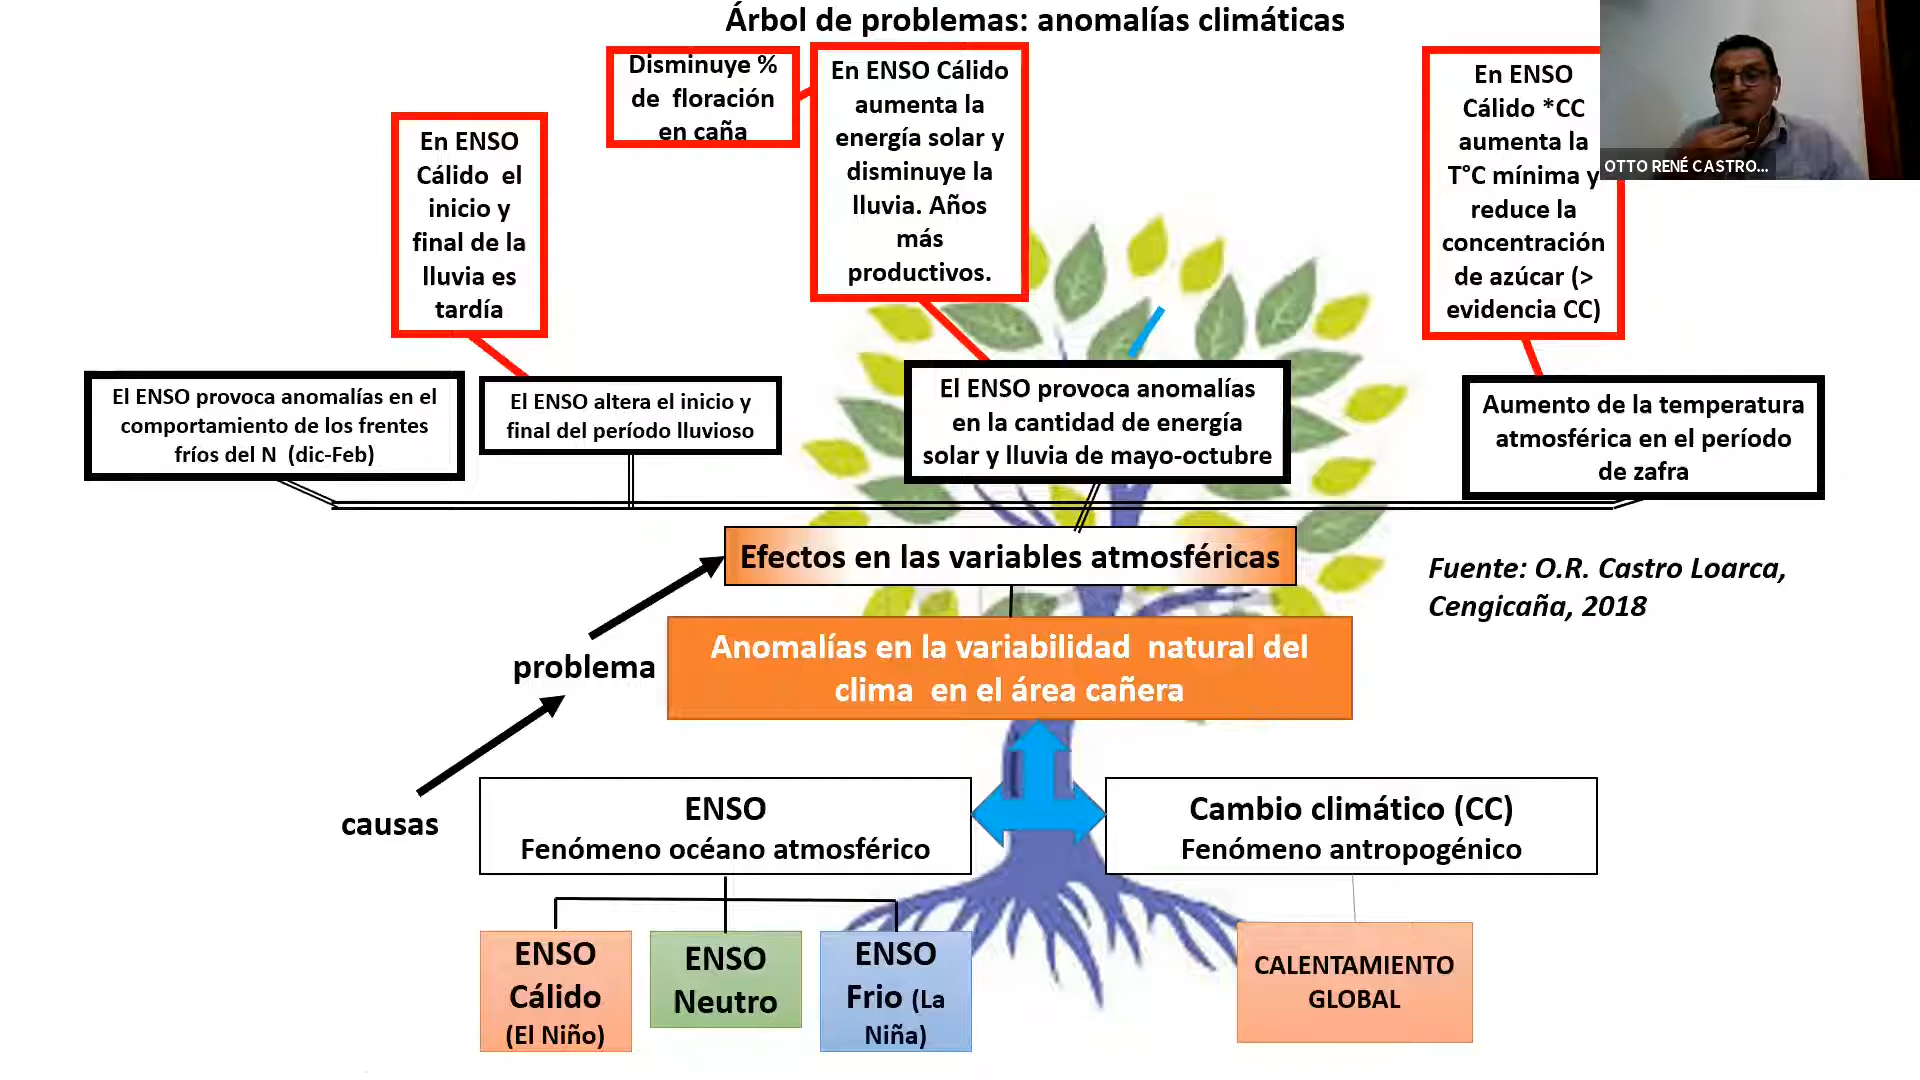 Árbol de problemas: anomalías climáticas
Disminuye %
de floración
en caña
En ENSO Cálido
aumenta la
energía solar y
disminuye la
lluvia. Años
más
productivos.
En ENSO
Cálido *CC
aumenta la
T°C mínima y
reduce la
concentración
de azúcar (>
evidencia CC)
OTTO RENÉ CASTRO...
En ENSO
Cálido el
inicio y
final de la
lluvia es
tardía
El ENSO provoca anomalías en el
comportamiento de los frentes
fríos del N (dic-Feb)
El ENSO altera el inicio y
final del período lluvioso
El ENSO provoca anomalías
en la cantidad de energía
solar y lluvia de mayo-octubre
Aumento de la temperatura
atmosférica en el período
de zafra
Efectos en las variables atmosféricas
Fuente: O.R. Castro Loarca,
Cengicaña, 2018
problema
Anomalías en la variabilidad natural del
clima en el área cañera
causas
ENSO
Fenómeno océano atmosférico
Cambio climático (CC)
Fenómeno antropogénico
ENSO
Cálido
(El Niño)
ENSO
Neutro
ENSO
Frio (La
Niña)
CALENTAMIENTO
GLOBAL